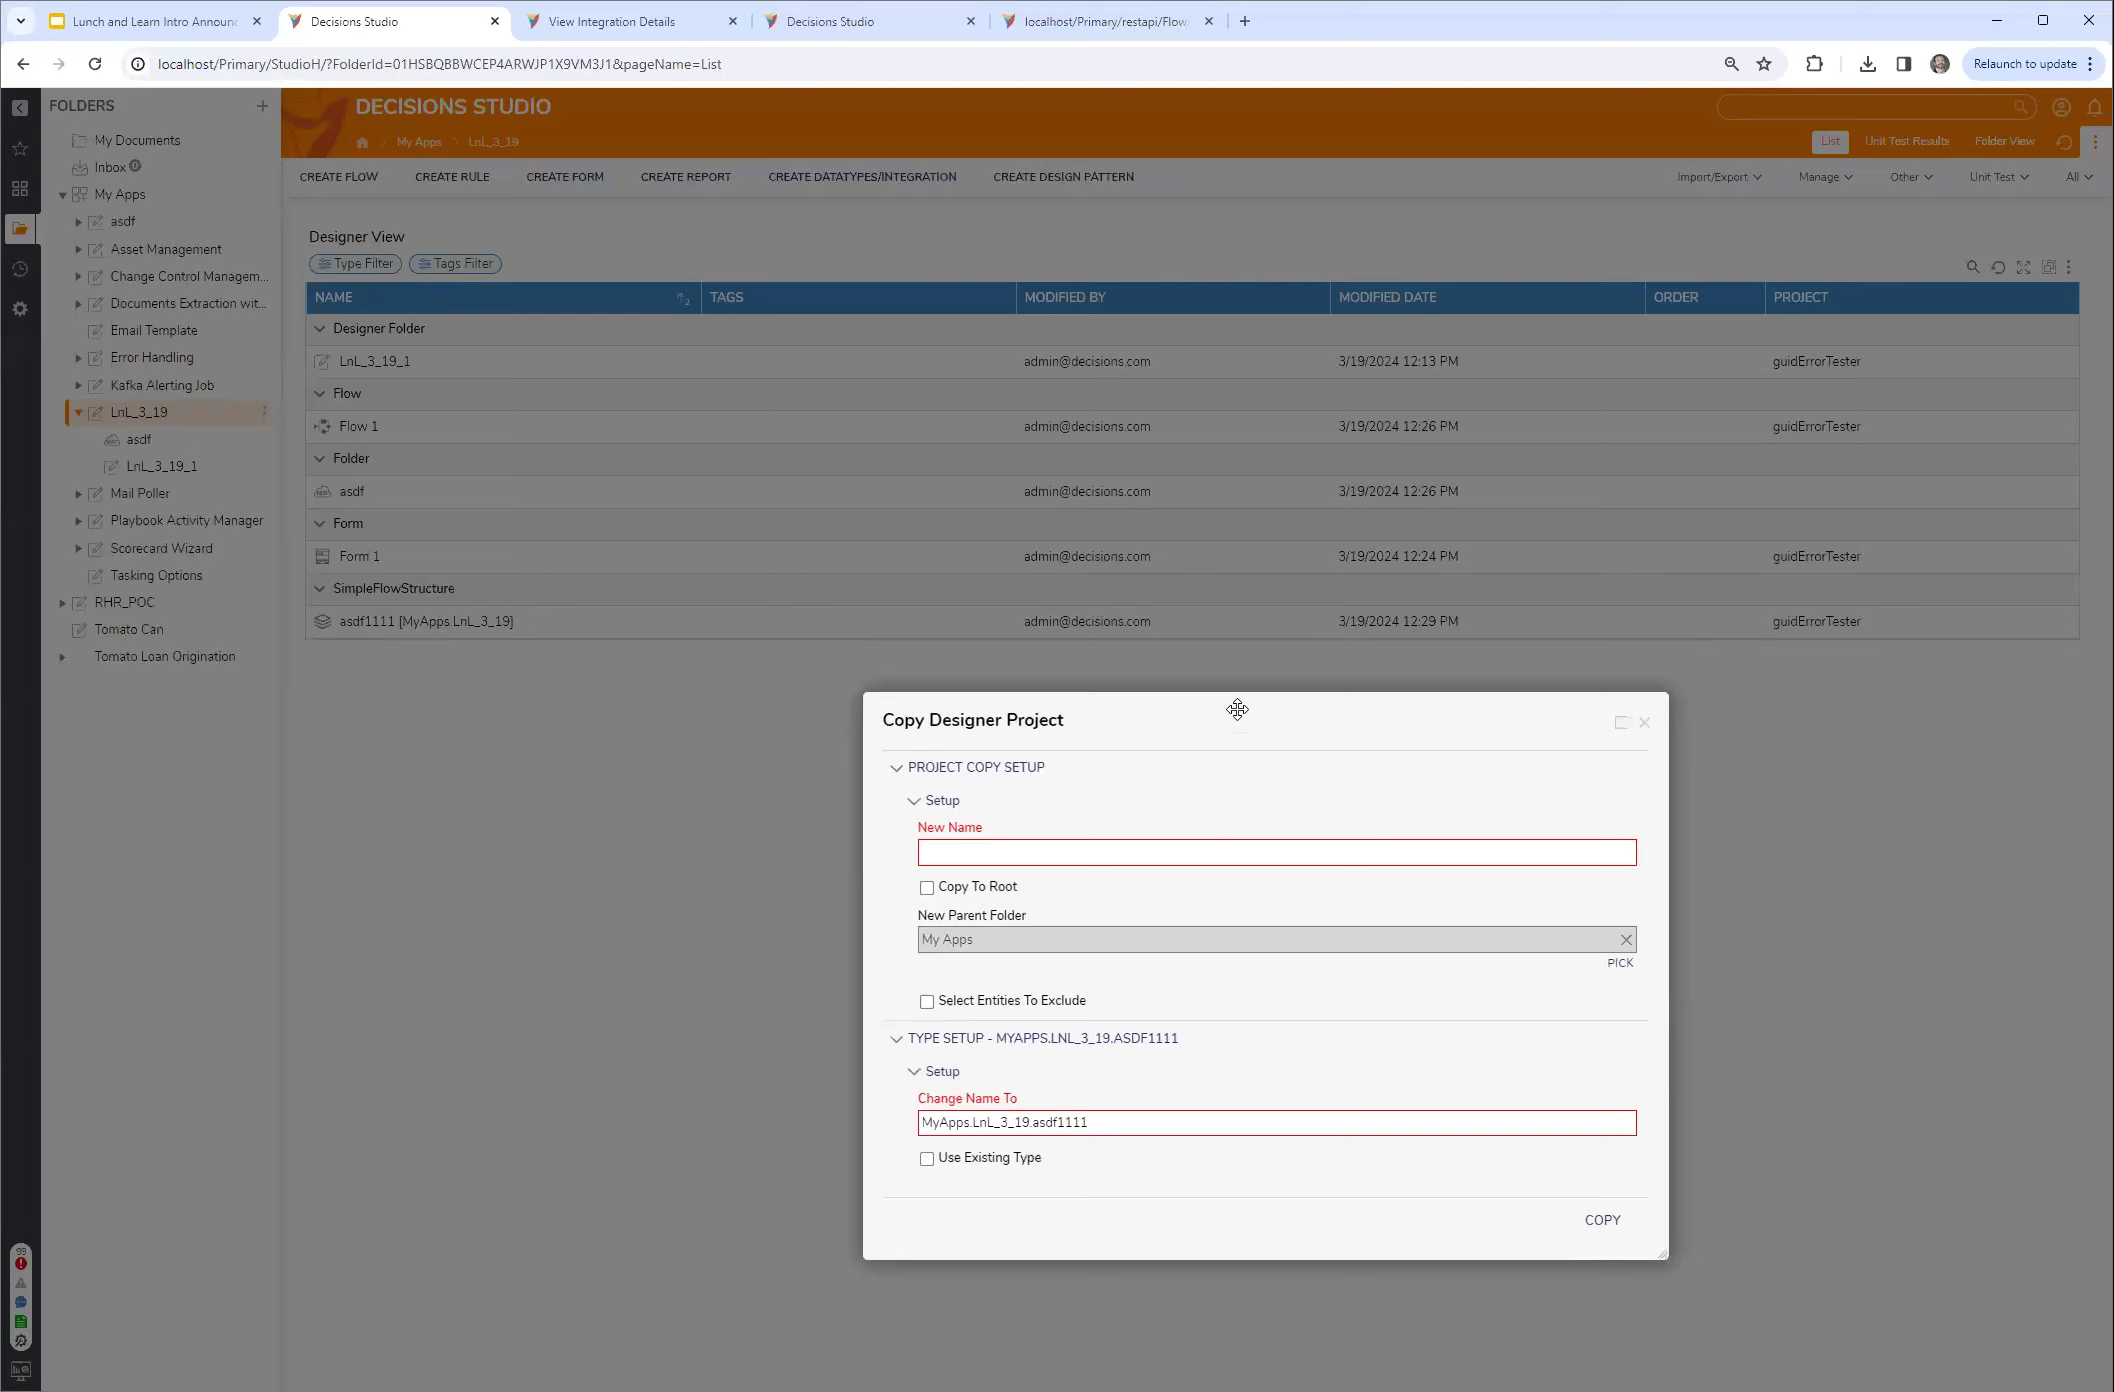 Lunch and Learn Intro Announc
Decisions Studio
View Integration Details
Decisions Studio
localhost/Primary/restapi/Flow
localhost/Primary/StudioH/?FolderId=01HSBQBBWCEP4ARWJP1X9VM3J1&pageName=List
Relaunch to update
FOLDERS
My Documents
Inbox 0
My Apps
asdf
Asset Management
Change Control Managem...
Documents Extraction wit...
Email Template
Error Handling
Kafka Alerting Job
LnL_3_19
asdf
LnL_3_19_1
Mail Poller
Playbook Activity Manager
Scorecard Wizard
Tasking Options
RHR_POC
Tomato Can
Tomato Loan Origination
99
DECISIONS STUDIO
My Apps
LnL_3_19
List
Unit Test Results
Folder View
CREATE FLOW
CREATE RULE
CREATE FORM
CREATE REPORT
CREATE DATATYPES/INTEGRATION
CREATE DESIGN PATTERN
Import/Export
Manage
Other
Unit Test
All
Designer View
Type Filter
Tags Filter
NAME TAGS MODIFIED BY MODIFIED DATE ORDER PROJECT
Designer Folder
LnL_3_19_1 admin@decisions.com 3/19/2024 12:13 PM guidErrorTester
Flow
Flow 1 admin@decisions.com 3/19/2024 12:26 PM guidErrorTester
Folder
asdf admin@decisions.com 3/19/2024 12:26 PM
Form
Form 1 admin@decisions.com 3/19/2024 12:24 PM guidErrorTester
SimpleFlowStructure
asdf1111 [MyApps.LnL_3_19] admin@decisions.com 3/19/2024 12:29 PM guidErrorTester
Copy Designer Project
PROJECT COPY SETUP
Setup
New Name
Copy To Root
New Parent Folder
My Apps
PICK
Select Entities To Exclude
TYPE SETUP - MYAPPS.LNL_3_19.ASDF1111
Setup
Change Name To
MyApps.LnL_3_19.asdf1111
Use Existing Type
COPY